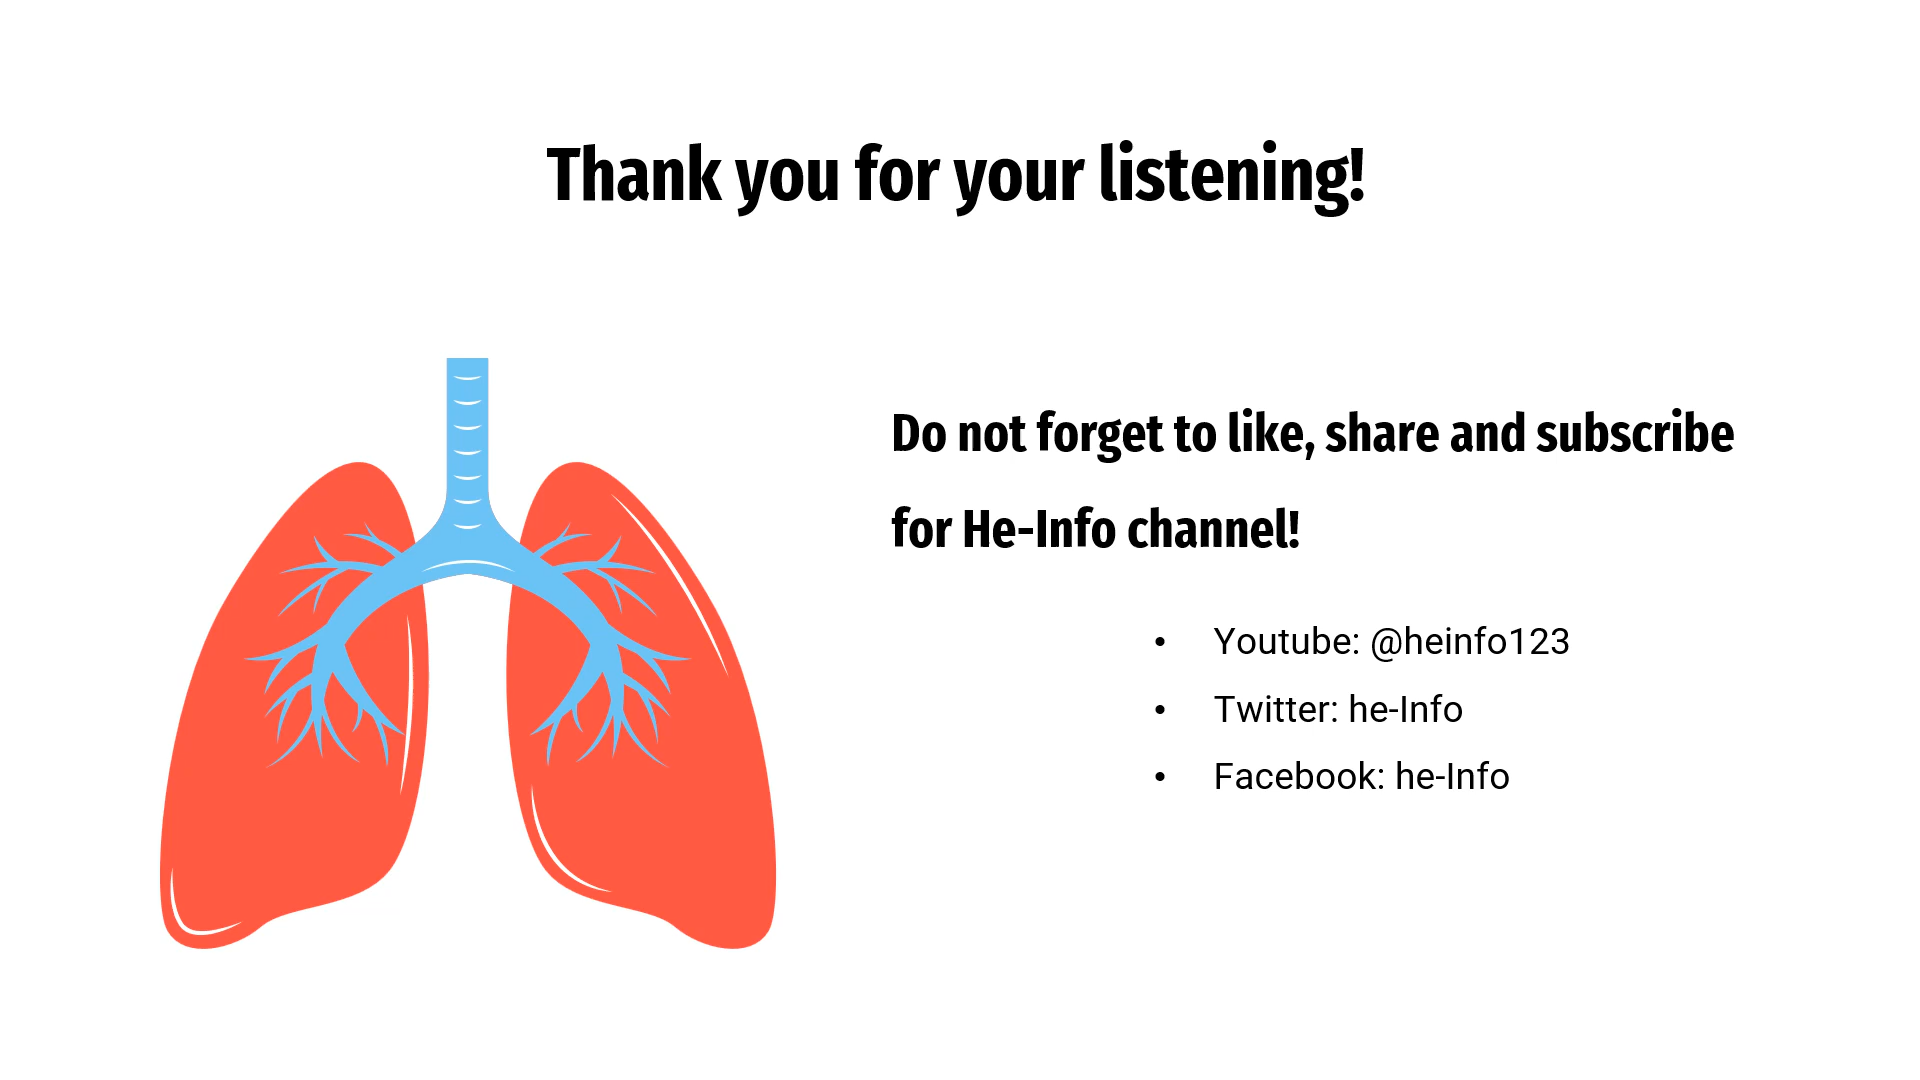 Thank you for your listening!
Do not forget to like, share and subscribe
for He-Info channel!
• Youtube: @heinfo123
• Twitter: he-Info
• Facebook: he-Info